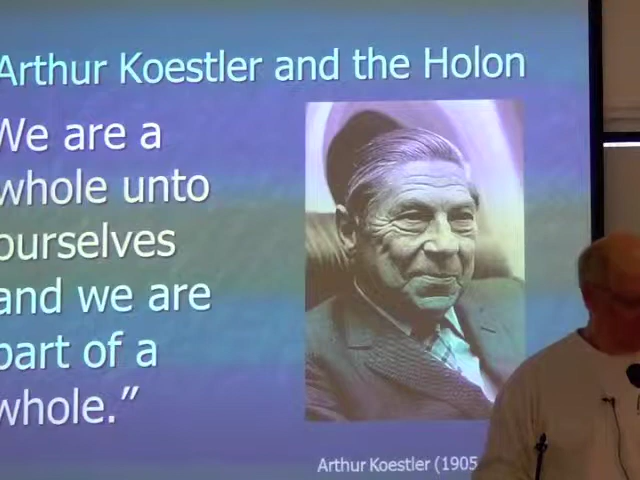 Arthur Koestler and the Holon
We are a
whole unto
ourselves
and we are
part of a
whole.”
Arthur Koestler (1905